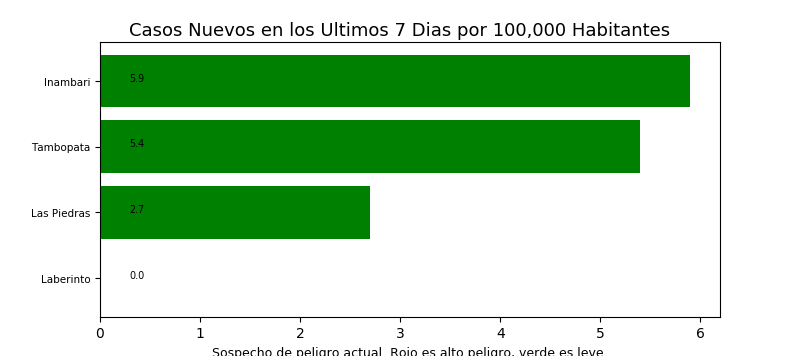 Casos Nuevos en los Ultimos 7 Dias por 100,000 Habitantes
Inambari 5.9
Tambopata 5.4
Las Piedras 2.7
Laberinto 0.0
0 1 2 3 4 5 6
Sospecho de peligro actual. Rojo es alto peligro, verde es leve